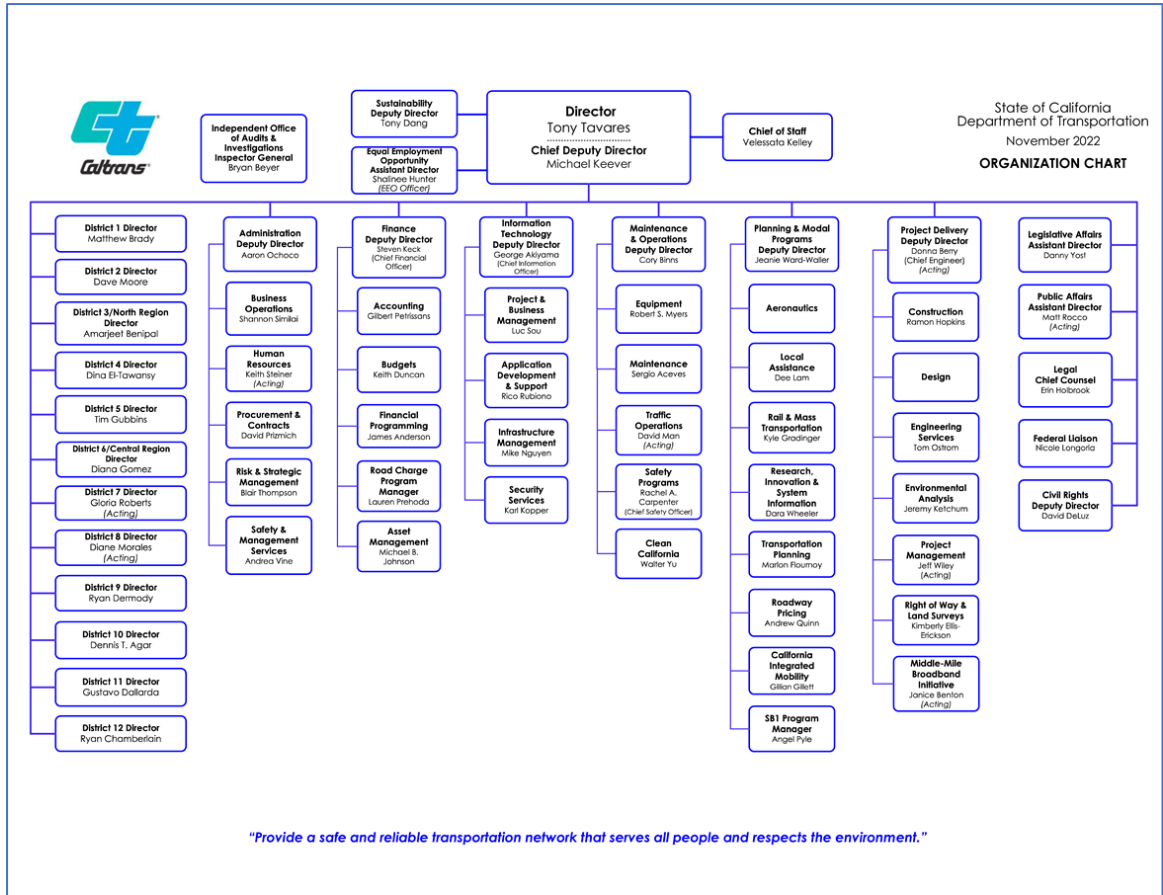 Caltrans
Independent Office
of Audits &
Investigations
Inspector General
Bryan Beyer
Sustainability
Deputy Director
Tony Dang
Equal Employment
Opportunity
Assistant Director
Shalinee Hunter
(EEO Officer)
Director
Tony Tavares
Chief Deputy Director
Michael Keever
Chief of Staff
Velessata Kelley
State of California
Department of Transportation
November 2022
ORGANIZATION CHART
District 1 Director
Matthew Brady
District 2 Director
Dave Moore
District 3/North Region
Director
Amarjeet Benipal
District 4 Director
Dina El-Tawansy
District 5 Director
Tim Gubbins
District 6/Central Region
Director
Diana Gomez
District 7 Director
Gloria Roberts
(Acting)
District 8 Director
Diane Morales
(Acting)
District 9 Director
Ryan Dermody
District 10 Director
Dennis T. Agar
District 11 Director
Gustavo Dallarda
District 12 Director
Ryan Chamberlain
Administration
Deputy Director
Aaron Ochoco
Business
Operations
Shannon Similai
Human
Resources
Keith Steiner
(Acting)
Procurement &
Contracts
David Prizmich
Risk & Strategic
Management
Blair Thompson
Safety &
Management
Services
Andrea Vine
Finance
Deputy Director
Steven Keck
(Chief Financial
Officer)
Accounting
Gilbert Petrissans
Budgets
Keith Duncan
Financial
Programming
James Anderson
Road Charge
Program
Manager
Lauren Prehoda
Asset
Management
Michael B.
Johnson
Information
Technology
Deputy Director
George Akiyama
(Chief Information
Officer)
Project &
Business
Management
Luc Sou
Application
Development
& Support
Rico Rubiono
Infrastructure
Management
Mike Nguyen
Security
Services
Karl Kopper
Maintenance
& Operations
Deputy Director
Cory Binns
Equipment
Robert S. Myers
Maintenance
Sergio Aceves
Traffic
Operations
David Man
(Acting)
Safety
Programs
Rachel A.
Carpenter
(Chief Safety Officer)
Clean
California
Walter Yu
Planning & Modal
Programs
Deputy Director
Jeanie Ward-Waller
Aeronautics
Local
Assistance
Dee Lam
Rail & Mass
Transportation
Kyle Gradinger
Research,
Innovation &
System
Information
Dara Wheeler
Transportation
Planning
Marlon Flournoy
Roadway
Pricing
Andrew Quinn
California
Integrated
Mobility
Gillian Gillett
SB1 Program
Manager
Angel Pyle
Project Delivery
Deputy Director
Donna Berry
(Chief Engineer)
(Acting)
Construction
Ramon Hopkins
Design
Engineering
Services
Tom Ostrom
Environmental
Analysis
Jeremy Ketchum
Project
Management
Jeff Wiley
(Acting)
Right of Way &
Land Surveys
Kimberly Ellis-
Erickson
Middle-Mile
Broadband
Initiative
Janice Benton
(Acting)
Legislative Affairs
Assistant Director
Danny Yost
Public Affairs
Assistant Director
Matt Rocco
(Acting)
Legal
Chief Counsel
Erin Holbrook
Federal Liaison
Nicole Longoria
Civil Rights
Deputy Director
David DeLuz
“Provide a safe and reliable transportation network that serves all people and respects the environment.”